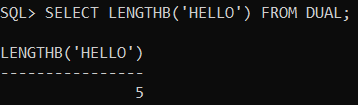 SQL> SELECT LENGTHB('HELLO') FROM DUAL;
LENGTHB('HELLO')
----------------
5